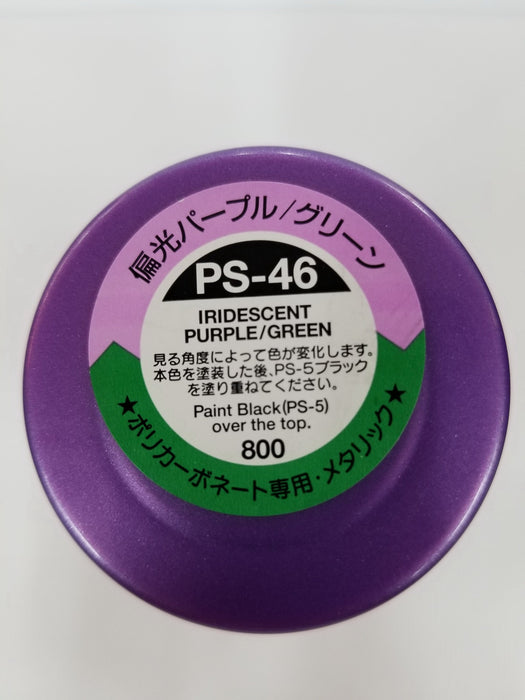 偏光パープル/グリーン
PS-46
IRIDESCENT
PURPLE/GREEN
見る角度によって色が変化します。
本色を塗装した後、PS-5ブラック
を塗り重ねてください。
Paint Black(PS-5)
over the top.
800
★ポリカーボネート専用・メタリック★